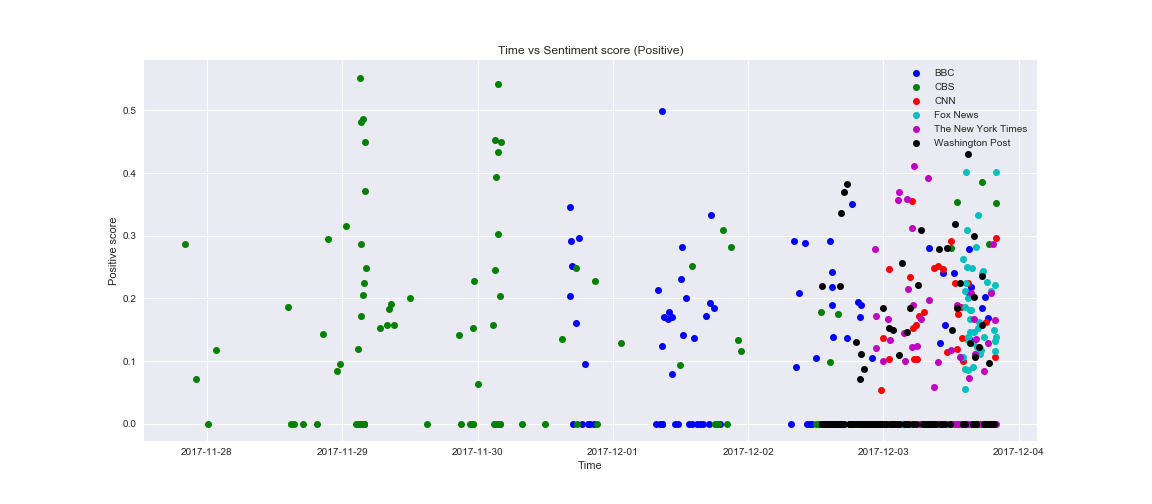 Time vs Sentiment score (Positive)
BBC
CBS
CNN
Fox News
The New York Times
Washington Post
Positive score
0.5
0.4
0.3
0.2
0.1
0.0
2017-11-28 2017-11-29 2017-11-30 2017-12-01 2017-12-02 2017-12-03 2017-12-04
Time